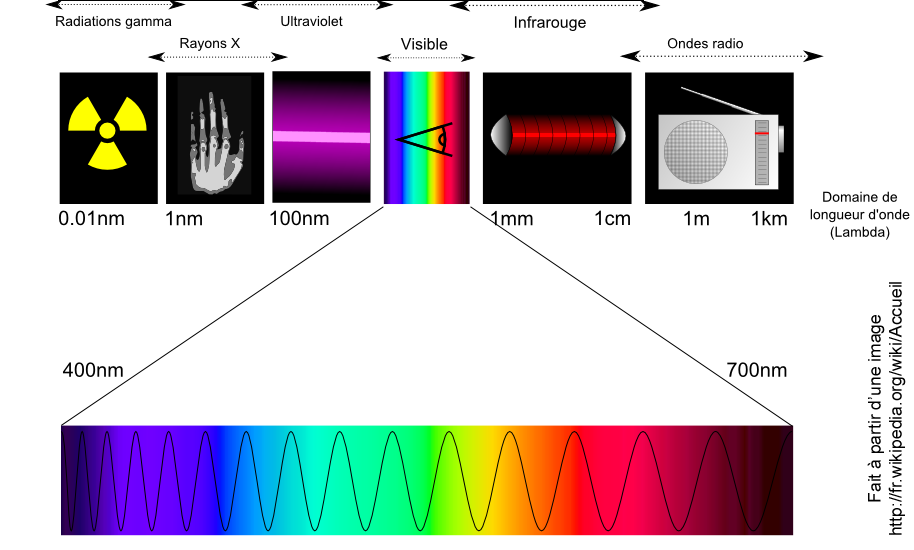 Radiations gamma
Ultraviolet
Infrarouge
Rayons X
Visible
Ondes radio
0.01nm
1nm
100nm
1mm
1cm
1m
1km
Domaine de
longueur d'onde
(Lambda)
400nm
700nm
Fait à partir d'une image
http://fr.wikipedia.org/wiki/Accueil